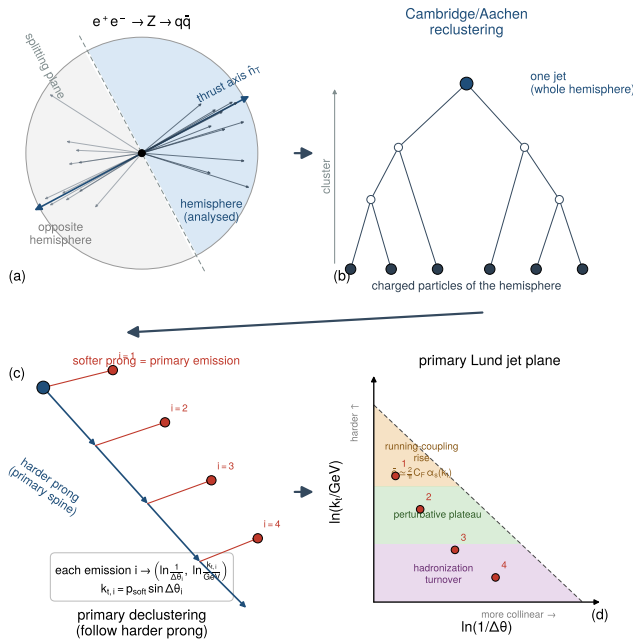 e⁺e⁻ → Z → qq̄
splitting plane
thrust axis n̂_T
hemisphere
(analysed)
opposite
hemisphere
(a)
Cambridge/Aachen
reclustering
one jet
(whole hemisphere)
cluster
(b)
charged particles of the hemisphere
(c)
softer prong = primary emission
i = 1
i = 2
i = 3
i = 4
harder prong
(primary spine)
each emission i → (ln 1/Δθ_i, ln k_{t,i}/GeV)
k_{t,i} = p_soft sin Δθ_i
primary declustering
(follow harder prong)
primary Lund jet plane
harder ↑
ln(k_t/GeV)
running-coupling
rise
2/π C_F α_s(k_t)
1
2
perturbative plateau
3
hadronization
turnover
4
more collinear →
ln(1/Δθ)
(d)